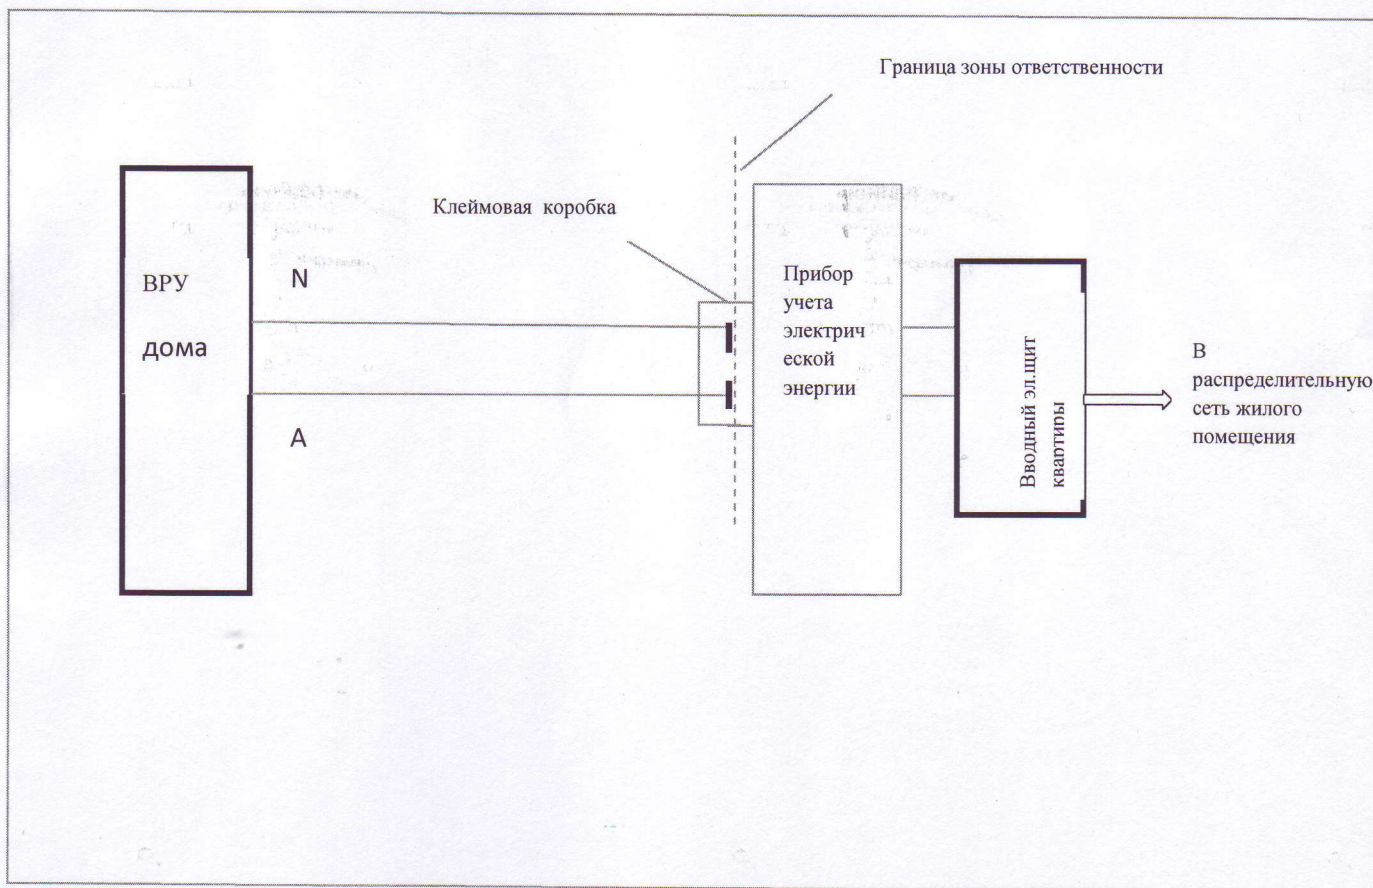 Граница зоны ответственности
Клеймовая коробка
ВРУ
дома
N
A
Прибор
учета
электрич
еской
энергии
Вводный эл.щит
квартиры
В
распределительную
сеть жилого
помещения